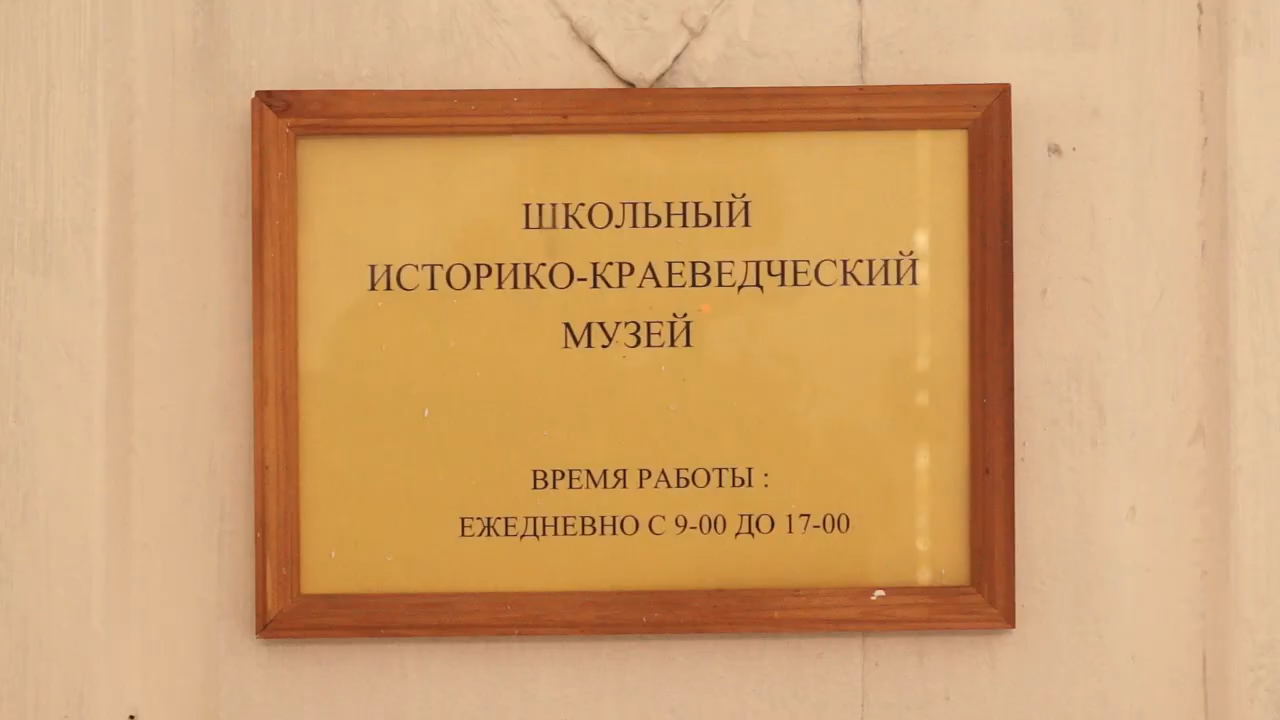 ШКОЛЬНЫЙ
ИСТОРИКО-КРАЕВЕДЧЕСКИЙ
МУЗЕЙ
ВРЕМЯ РАБОТЫ :
ЕЖЕДНЕВНО С 9-00 ДО 17-00